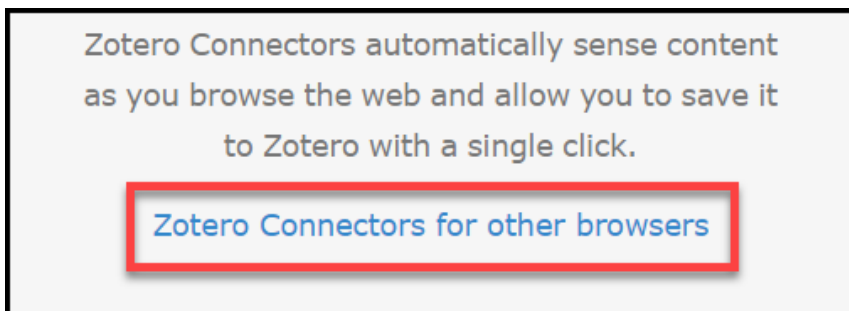 Zotero Connectors automatically sense content
as you browse the web and allow you to save it
to Zotero with a single click.
Zotero Connectors for other browsers